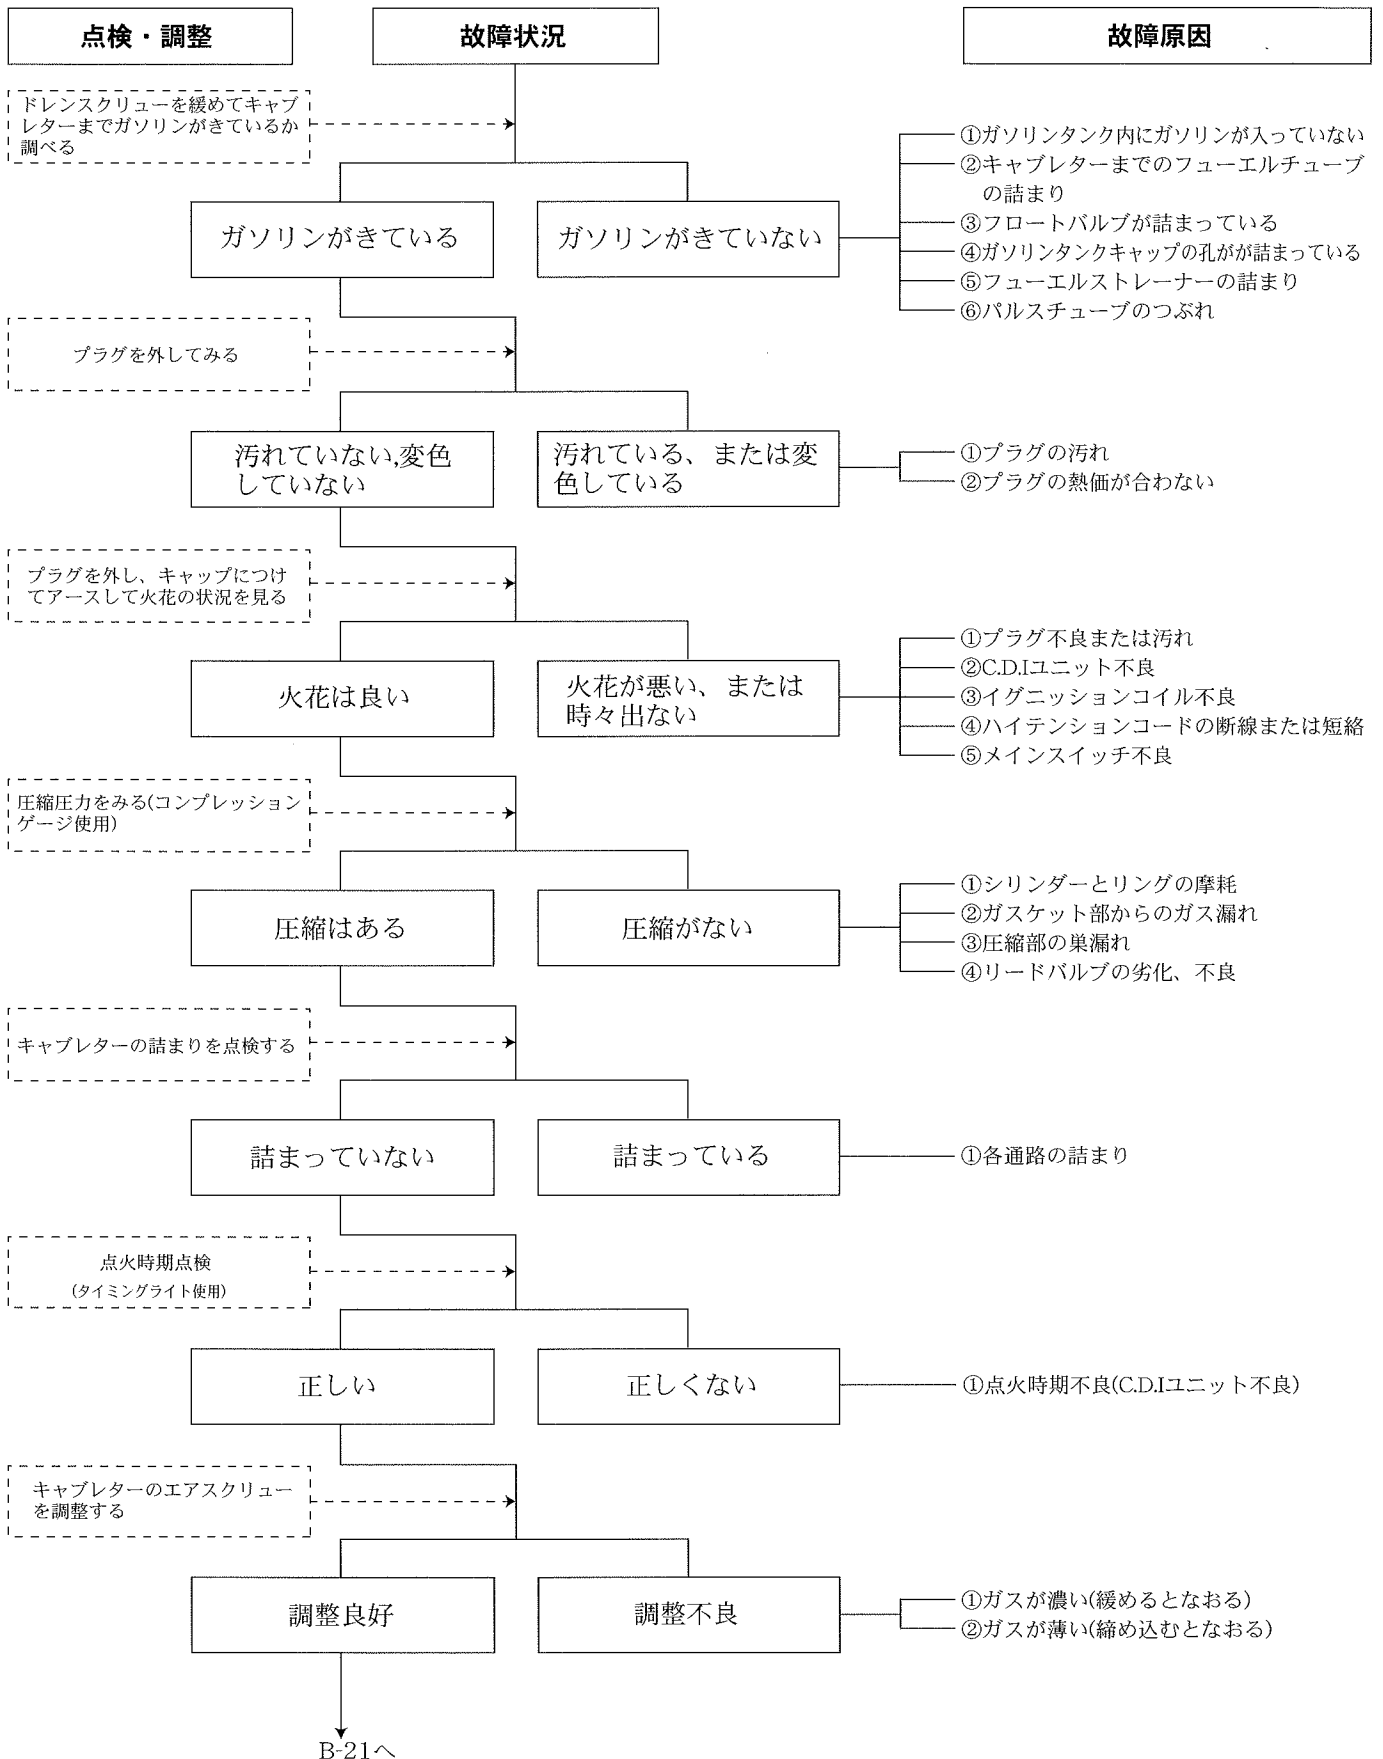 点検・調整
故障状況
故障原因
ドレンスクリューを緩めてキャブ
レターまでガソリンがきているか
調べる
ガソリンがきている
ガソリンがきていない
①ガソリンタンク内にガソリンが入っていない
②キャブレターまでのフューエルチューブ
の詰まり
③フロートバルブが詰まっている
④ガソリンタンクキャップの孔がが詰まっている
⑤フューエルストレーナーの詰まり
⑥パルスチューブのつぶれ
プラグを外してみる
汚れていない,変色
していない
汚れている、または変
色している
①プラグの汚れ
②プラグの熱価が合わない
プラグを外し、キャップにつけ
てアースして火花の状況を見る
火花は良い
火花が悪い、または
時々出ない
①プラグ不良または汚れ
②C.D.Iユニット不良
③イグニッションコイル不良
④ハイテンションコードの断線または短絡
⑤メインスイッチ不良
圧縮圧力をみる(コンプレッション
ゲージ使用)
圧縮はある
圧縮がない
①シリンダーとリングの摩耗
②ガスケット部からのガス漏れ
③圧縮部の巣漏れ
④リードバルブの劣化、不良
キャブレターの詰まりを点検する
詰まっていない
詰まっている
①各通路の詰まり
点火時期点検
(タイミングライト使用)
正しい
正しくない
①点火時期不良(C.D.Iユニット不良)
キャブレターのエアスクリュー
を調整する
調整良好
調整不良
①ガスが濃い(緩めるとなおる)
②ガスが薄い(締め込むとなおる)
B-21へ